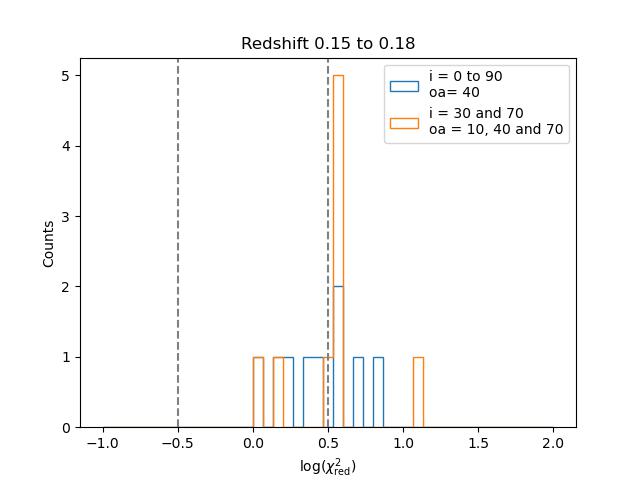 Redshift 0.15 to 0.18
i = 0 to 90
oa= 40
i = 30 and 70
oa = 10, 40 and 70
Counts
5
4
3
2
1
0
−1.0 −0.5 0.0 0.5 1.0 1.5 2.0
log(χ²red)